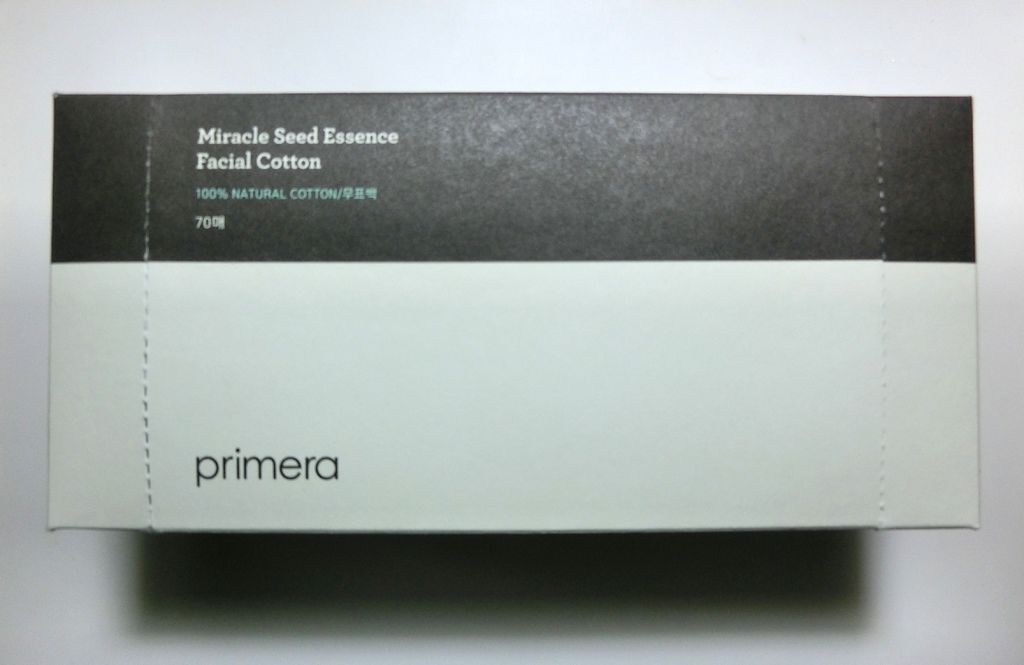 Miracle Seed Essence
Facial Cotton
100% NATURAL COTTON/무표백
70매
primera